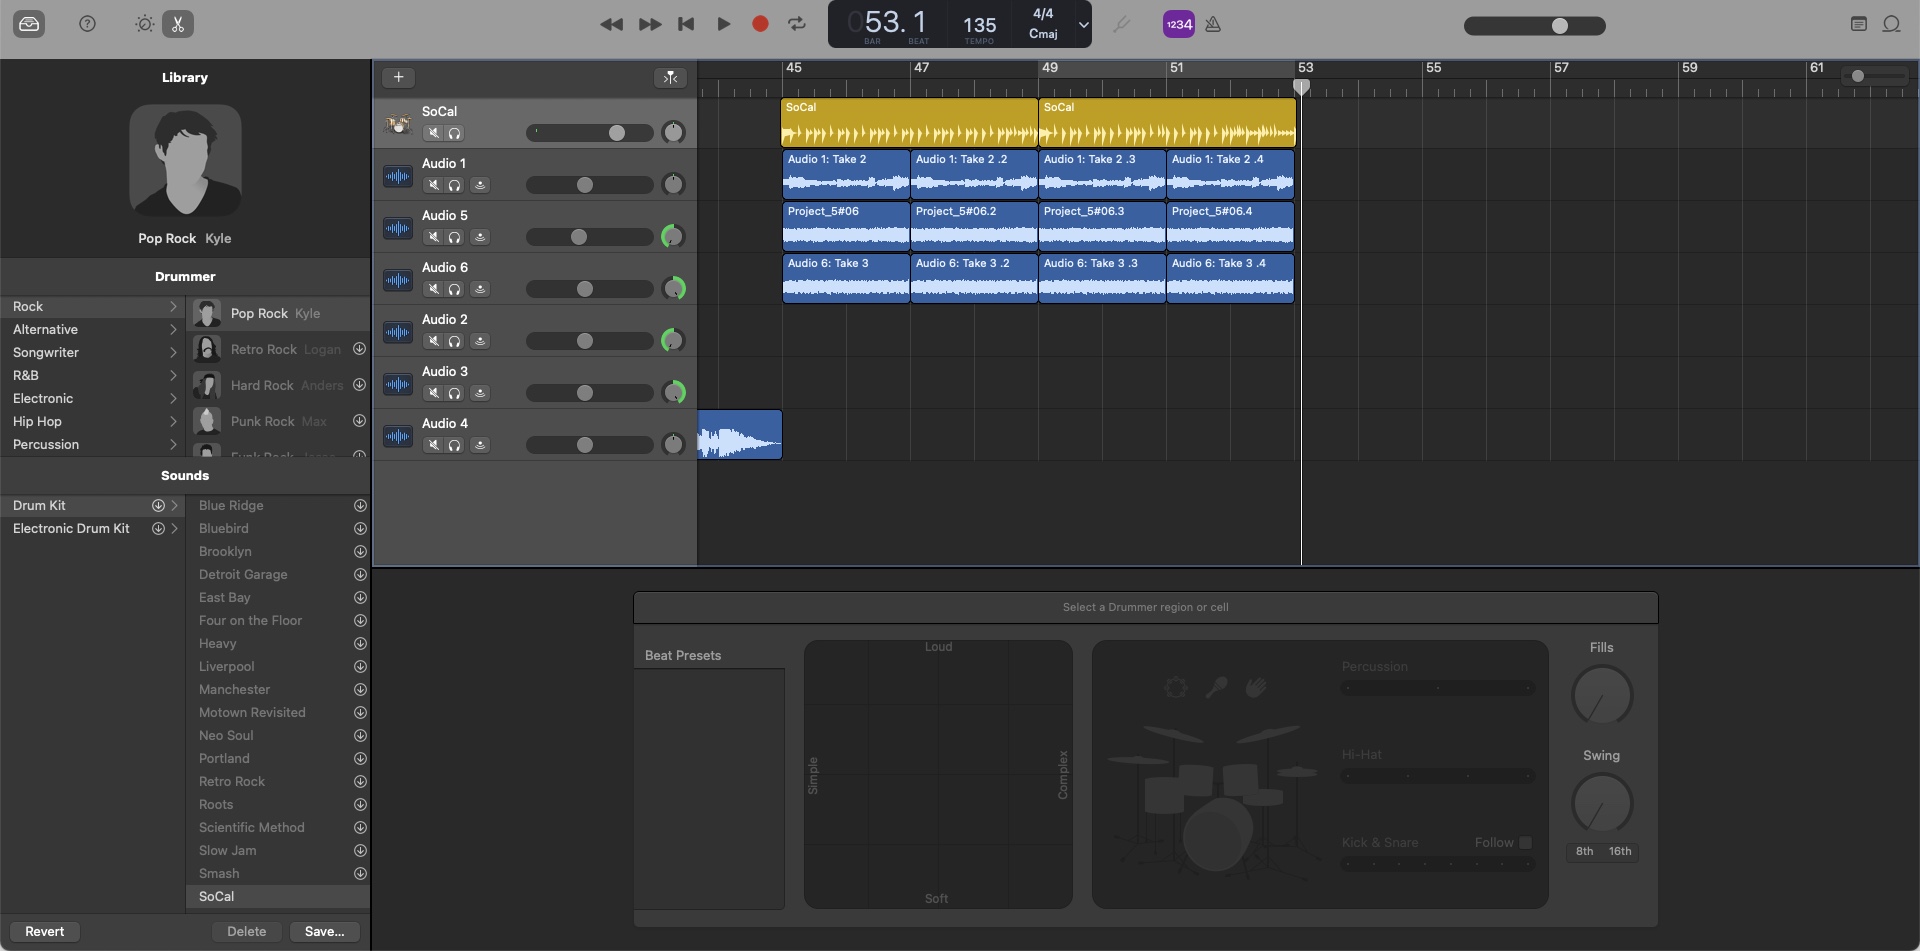 053.1
BAR BEAT
135
TEMPO
4/4
Cmaj
1234
Library
Pop Rock Kyle
Drummer
Rock
Alternative
Songwriter
R&B
Electronic
Hip Hop
Percussion
Pop Rock Kyle
Retro Rock Logan
Hard Rock Anders
Punk Rock Max
Sounds
Drum Kit
Electronic Drum Kit
Blue Ridge
Bluebird
Brooklyn
Detroit Garage
East Bay
Four on the Floor
Heavy
Liverpool
Manchester
Motown Revisited
Neo Soul
Portland
Retro Rock
Roots
Scientific Method
Slow Jam
Smash
SoCal
Revert
Delete
Save...
45 47 49 51 53 55 57 59 61
SoCal
Audio 1
Audio 5
Audio 6
Audio 2
Audio 3
Audio 4
SoCal SoCal
Audio 1: Take 2 Audio 1: Take 2 .2 Audio 1: Take 2 .3 Audio 1: Take 2 .4
Project_5#06 Project_5#06.2 Project_5#06.3 Project_5#06.4
Audio 6: Take 3 Audio 6: Take 3 .2 Audio 6: Take 3 .3 Audio 6: Take 3 .4
Select a Drummer region or cell
Beat Presets
Loud
Simple
Complex
Soft
Percussion
Hi-Hat
Kick & Snare
Follow
Fills
Swing
8th 16th